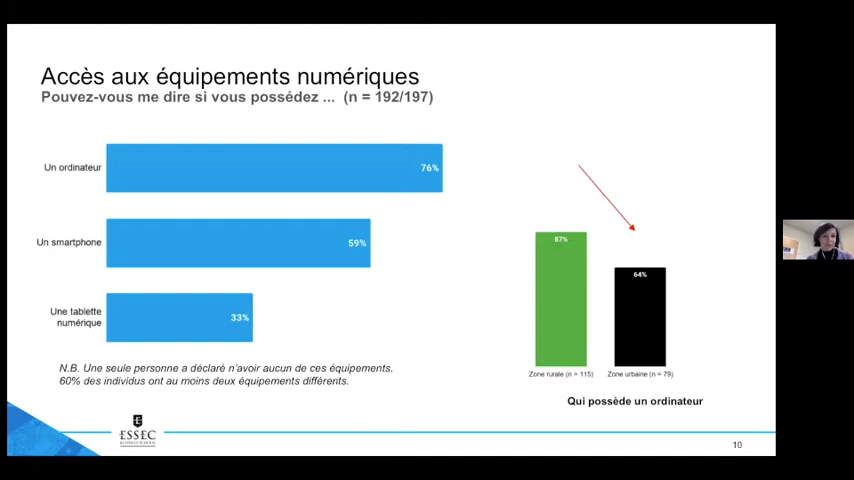 Accès aux équipements numériques
Pouvez-vous me dire si vous possédez ... (n = 192/197)
Un ordinateur
76%
Un smartphone
59%
Une tablette
numérique
33%
87%
64%
Zone rurale (n = 115)
Zone urbaine (n = 79)
Qui possède un ordinateur
N.B. Une seule personne a déclaré n'avoir aucun de ces équipements.
60% des individus ont au moins deux équipements différents.
ESSEC
BUSINESS SCHOOL
10